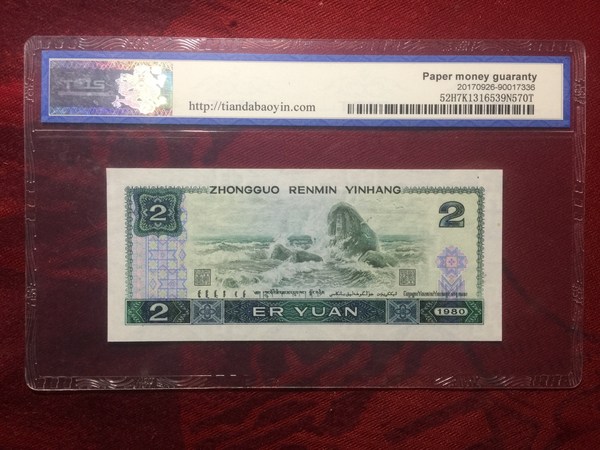 Paper money guaranty
20170926-90017336
http://tiandabaoyin.com
52H7K1316539N570T
ZHONGGUO RENMIN YINHANG
2
2
2
ER YUAN
1980